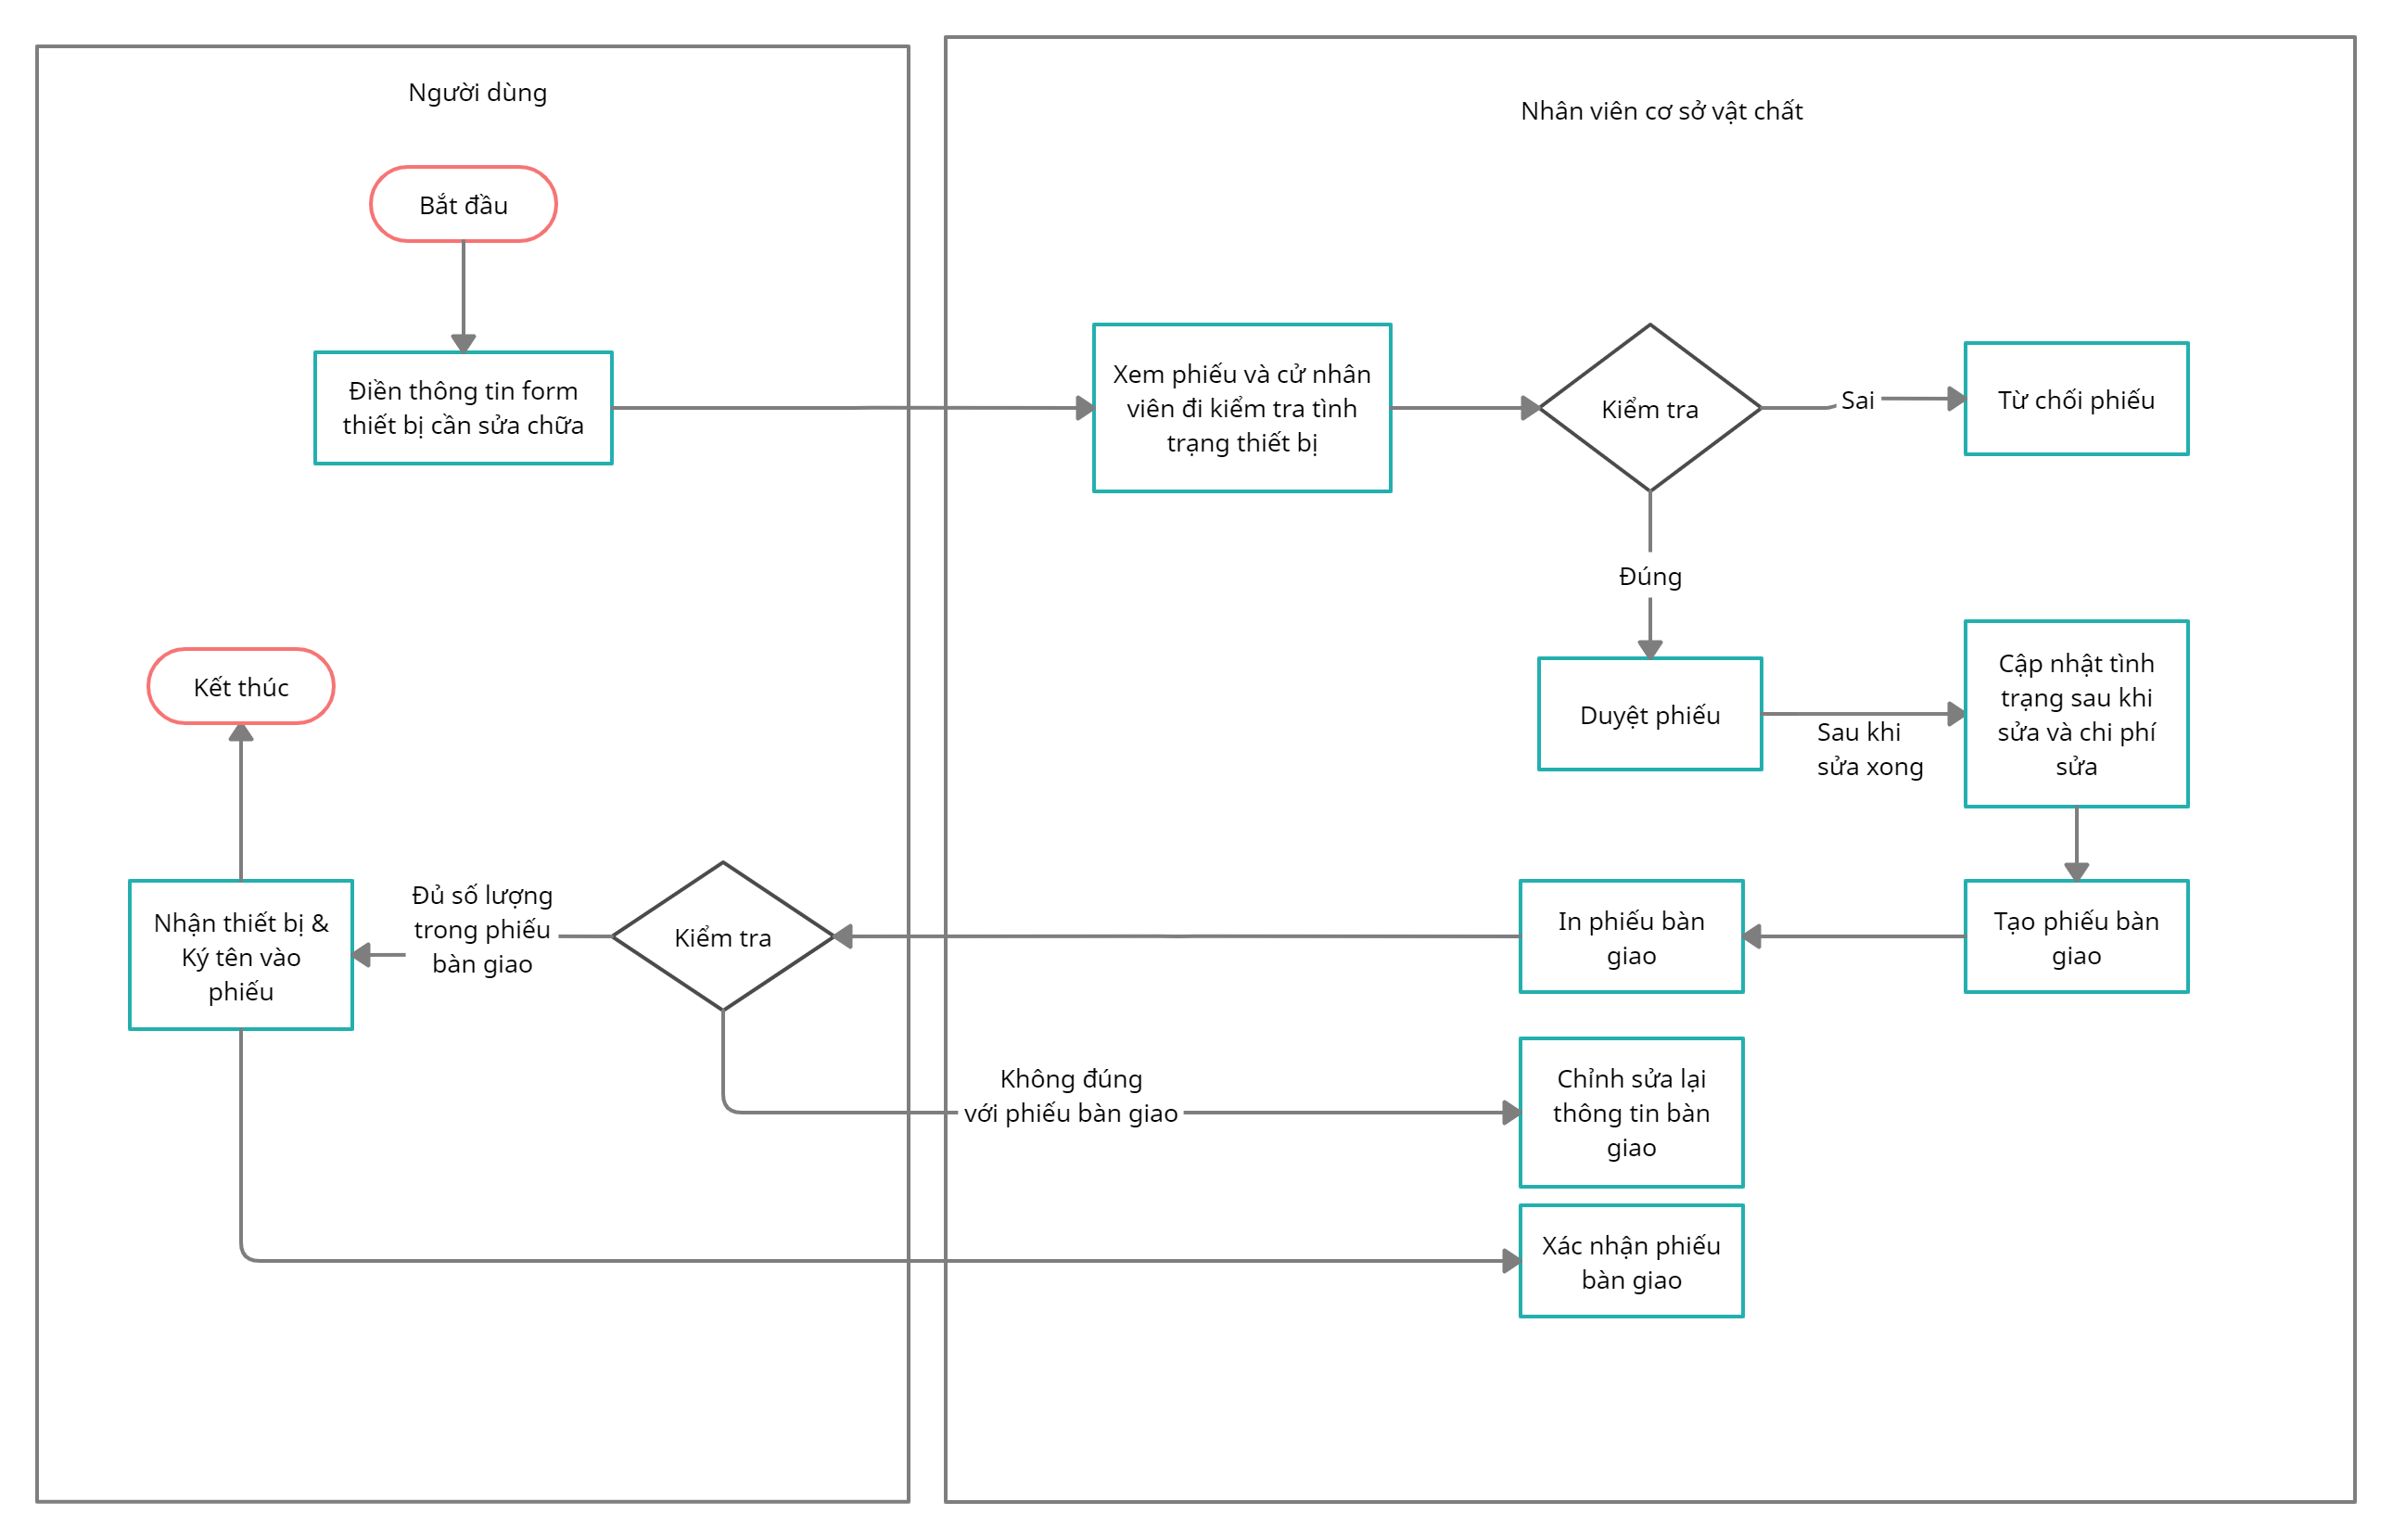 Người dùng
Bắt đầu
Điền thông tin form
thiết bị cần sửa chữa
Nhân viên cơ sở vật chất
Xem phiếu và cử nhân
viên đi kiểm tra tình
trạng thiết bị
Kiểm tra
Sai
Từ chối phiếu
Đúng
Duyệt phiếu
Sau khi
sửa xong
Cập nhật tình
trạng sau khi
sửa và chi phí
sửa
Tạo phiếu bàn
giao
In phiếu bàn
giao
Kiểm tra
Đủ số lượng
trong phiếu
bàn giao
Nhận thiết bị &
Ký tên vào
phiếu
Kết thúc
Không đúng
với phiếu bàn giao
Chỉnh sửa lại
thông tin bàn
giao
Xác nhận phiếu
bàn giao